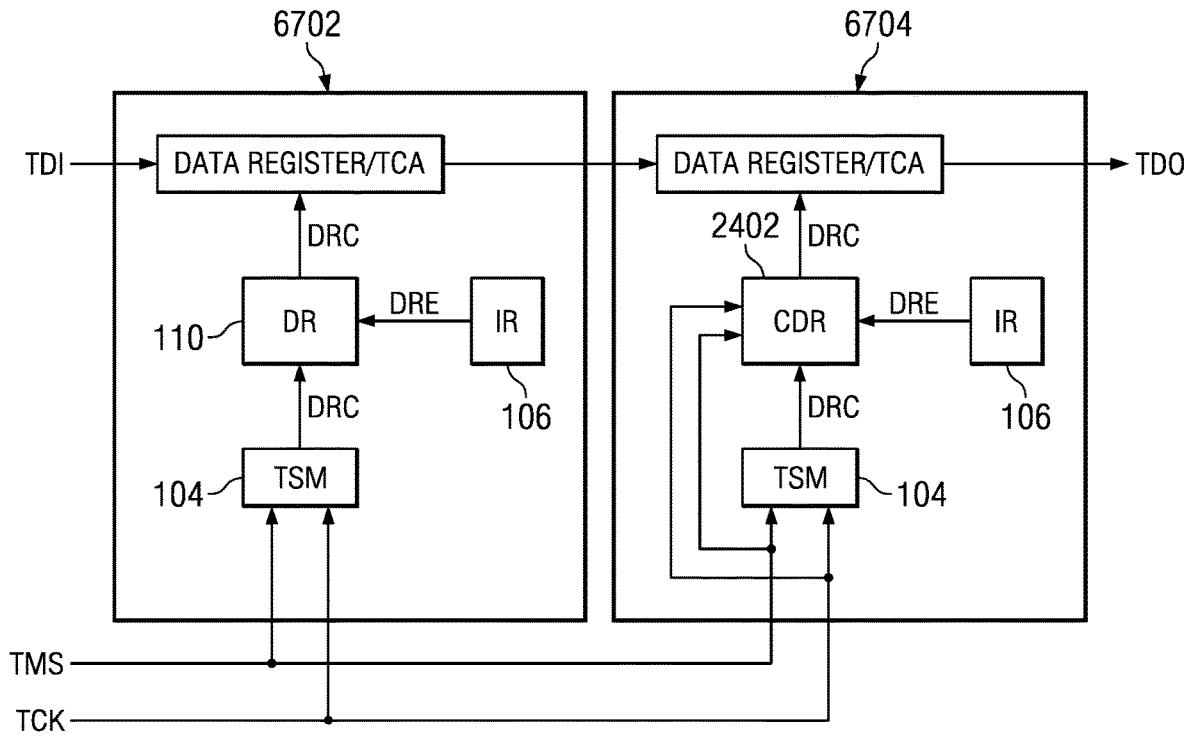 6702
6704
TDI
DATA REGISTER/TCA
DATA REGISTER/TCA
TDO
DRC
2402
DRC
110
DR
DRE
IR
CDR
DRE
IR
106
106
DRC
DRC
104
TSM
TSM
104
TMS
TCK